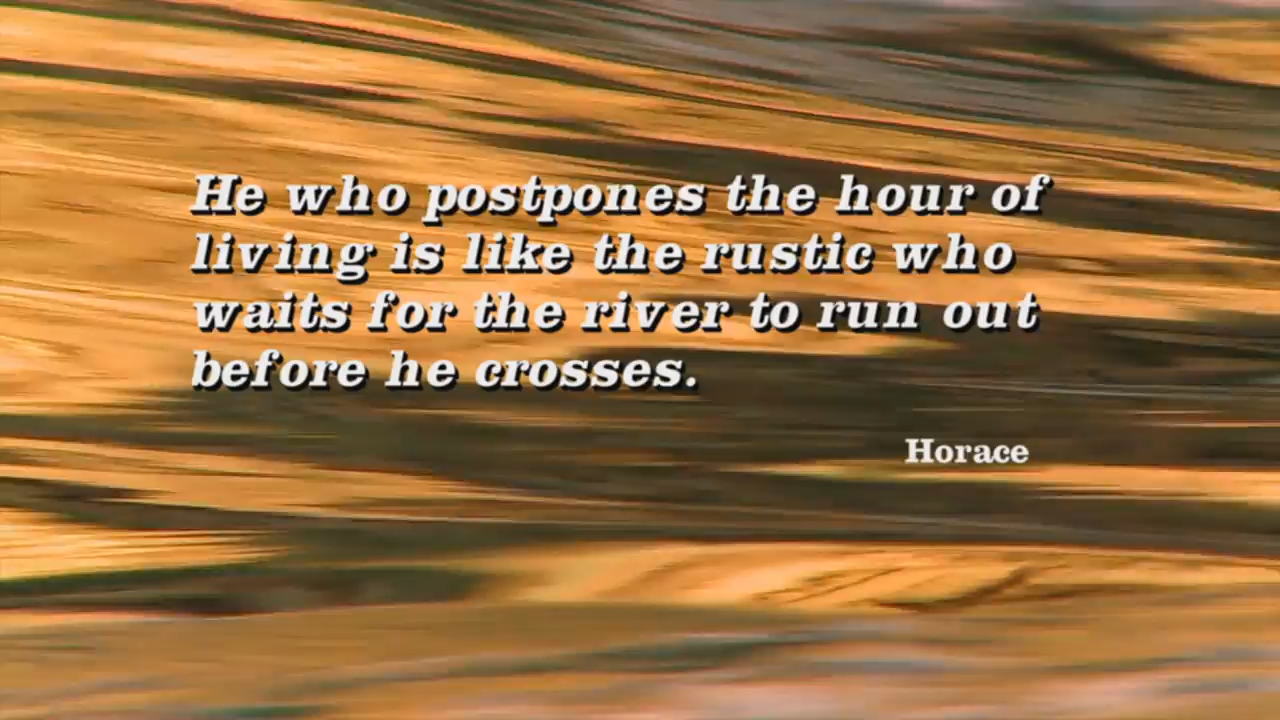 He who postpones the hour of
living is like the rustic who
waits for the river to run out
before he crosses.
Horace